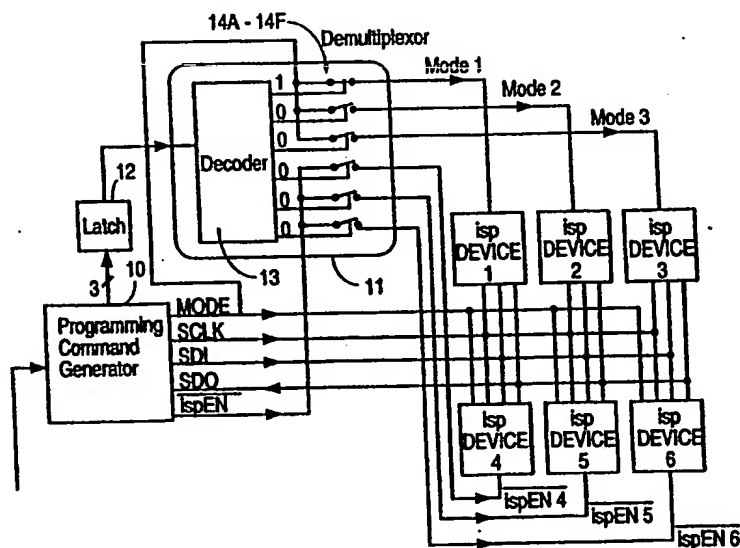 14A - 14F
Demultiplexor
Mode 1
Mode 2
Mode 3
1
0
0
0
0
0
Decoder
12
Latch
13
11
3
10
Programming
Command
Generator
MODE
SCLK
SDI
SDO
ispEN
isp
DEVICE
1
isp
DEVICE
2
isp
DEVICE
3
isp
DEVICE
4
isp
DEVICE
5
isp
DEVICE
6
ispEN 4
ispEN 5
ispEN 6